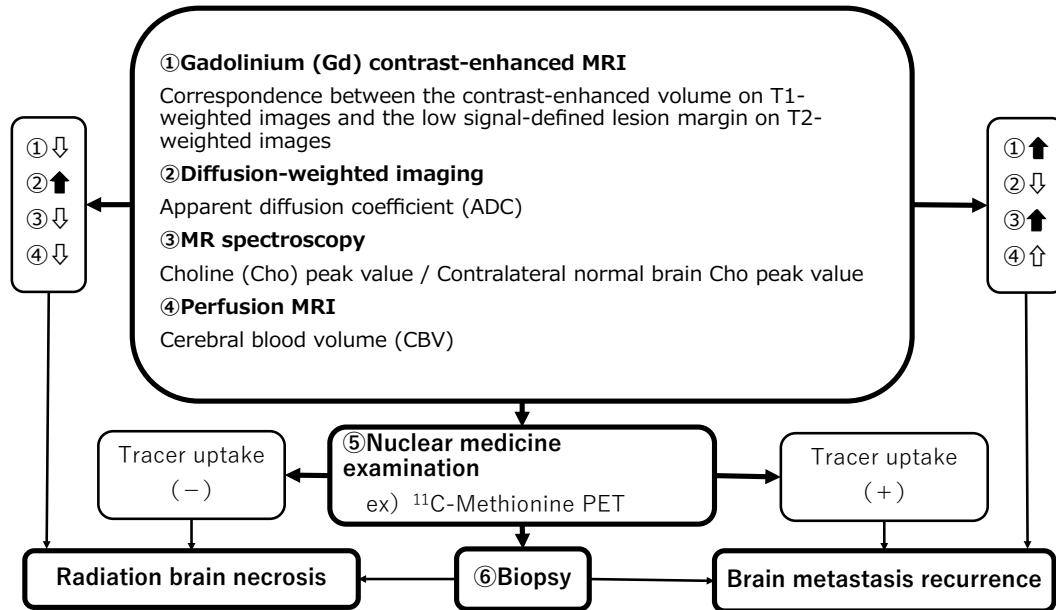 ①Gadolinium (Gd) contrast-enhanced MRI
Correspondence between the contrast-enhanced volume on T1-
weighted images and the low signal-defined lesion margin on T2-
weighted images
②Diffusion-weighted imaging
Apparent diffusion coefficient (ADC)
③MR spectroscopy
Choline (Cho) peak value / Contralateral normal brain Cho peak value
④Perfusion MRI
Cerebral blood volume (CBV)
①⇩
②⬆
③⇩
④⇩
①⬆
②⇩
③⬆
④⇧
Tracer uptake
(−)
⑤Nuclear medicine
examination
ex) ¹¹C-Methionine PET
Tracer uptake
(+)
Radiation brain necrosis
⑥Biopsy
Brain metastasis recurrence